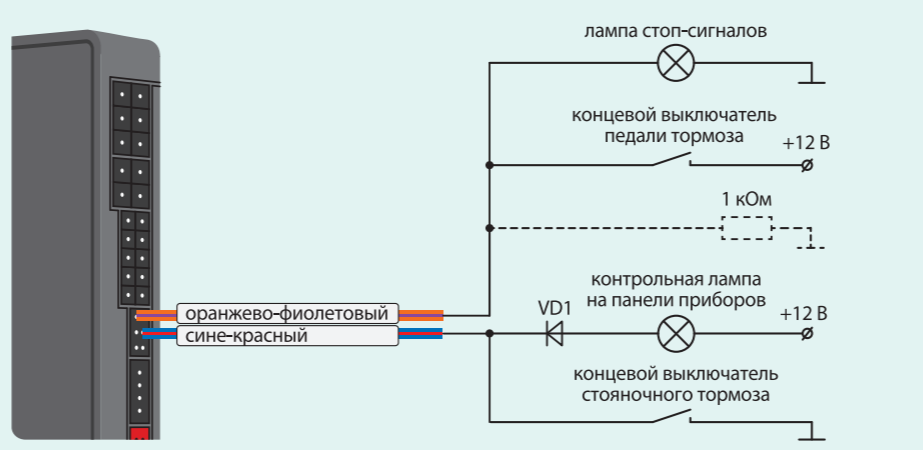 лампа стоп-сигналов
концевой выключатель
педали тормоза
+12 В
1 кОм
контрольная лампа
на панели приборов
+12 В
VD1
оранжево-фиолетовый
сине-красный
концевой выключатель
стояночного тормоза